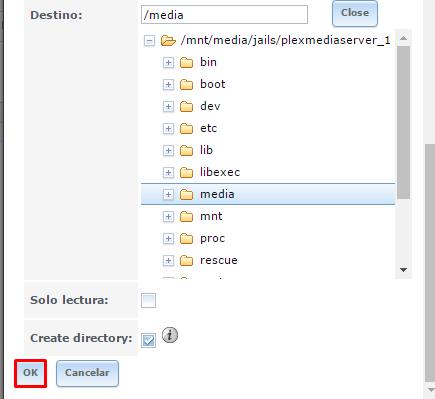 Destino:
/media
Close
/mnt/media/jails/plexmediaserver_1
bin
boot
dev
etc
lib
libexec
media
mnt
proc
rescue
Solo lectura:
Create directory:
i
OK
Cancelar